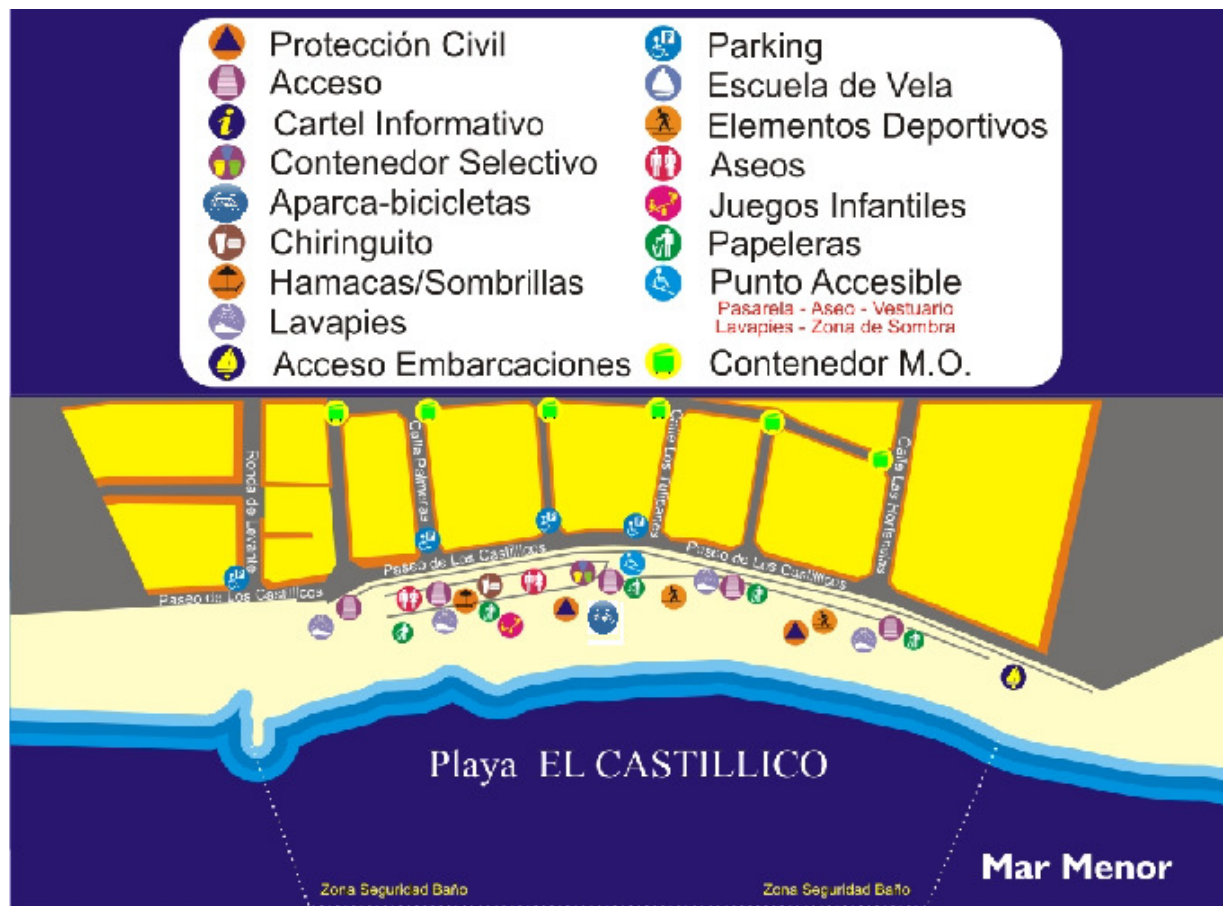 Protección Civil
Acceso
Cartel Informativo
Contenedor Selectivo
Aparca-bicicletas
Chiringuito
Hamacas/Sombrillas
Lavapies
Acceso Embarcaciones
Parking
Escuela de Vela
Elementos Deportivos
Aseos
Juegos Infantiles
Papeleras
Punto Accesible
Pasarela - Aseo - Vestuario
Lavapies - Zona de Sombra
Contenedor M.O.
Ronda de Levante
Calle Palmeras
Calle Los Tulipanes
Calle Las Hortensias
Paseo de Los Castillicos
Paseo de Los Castillicos
Paseo de Los Castillicos
Playa EL CASTILLICO
Mar Menor
Zona Seguridad Baño
Zona Seguridad Baño